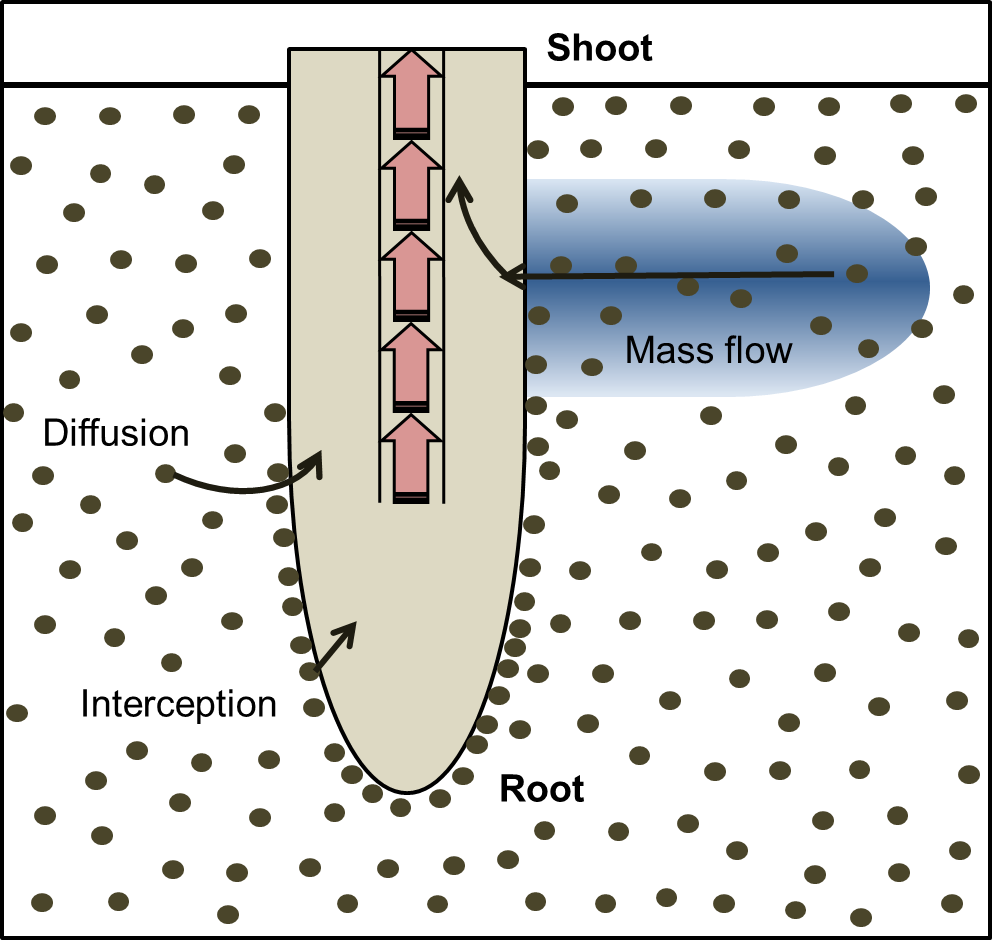 Shoot
Mass flow
Diffusion
Interception
Root